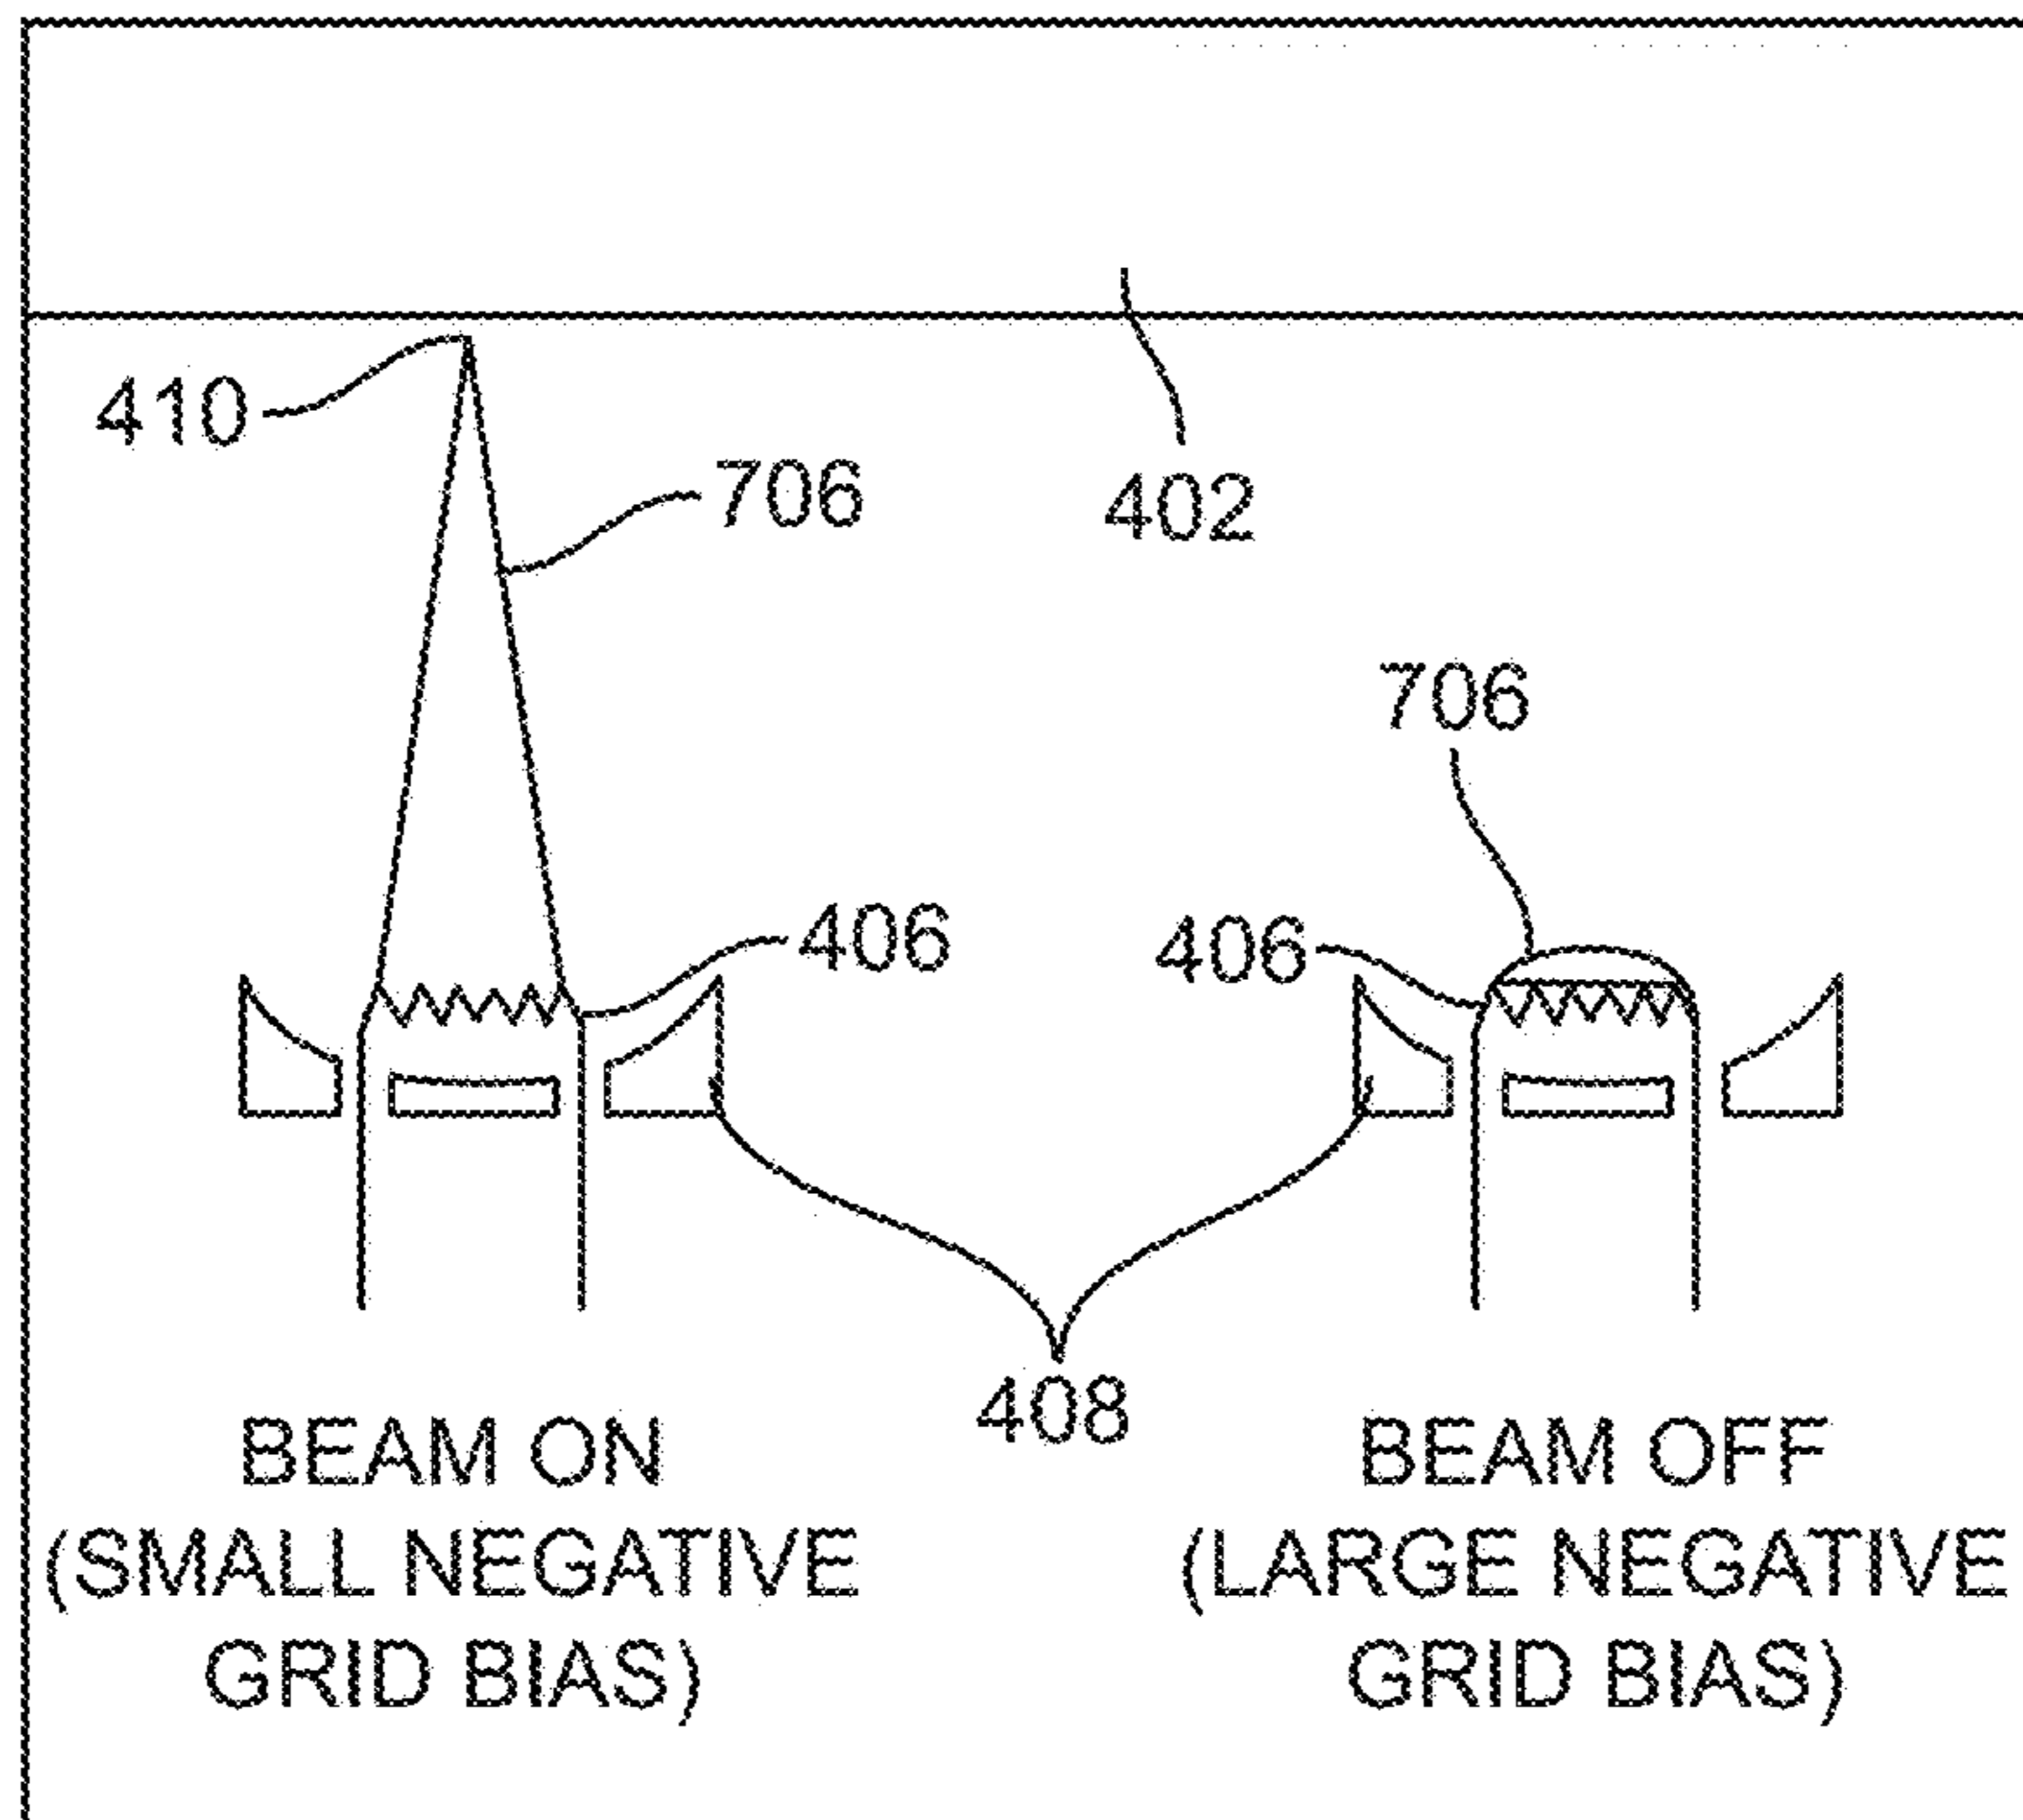 410
706
402
706
406
406
408
BEAM ON
(SMALL NEGATIVE
GRID BIAS)
BEAM OFF
(LARGE NEGATIVE
GRID BIAS)